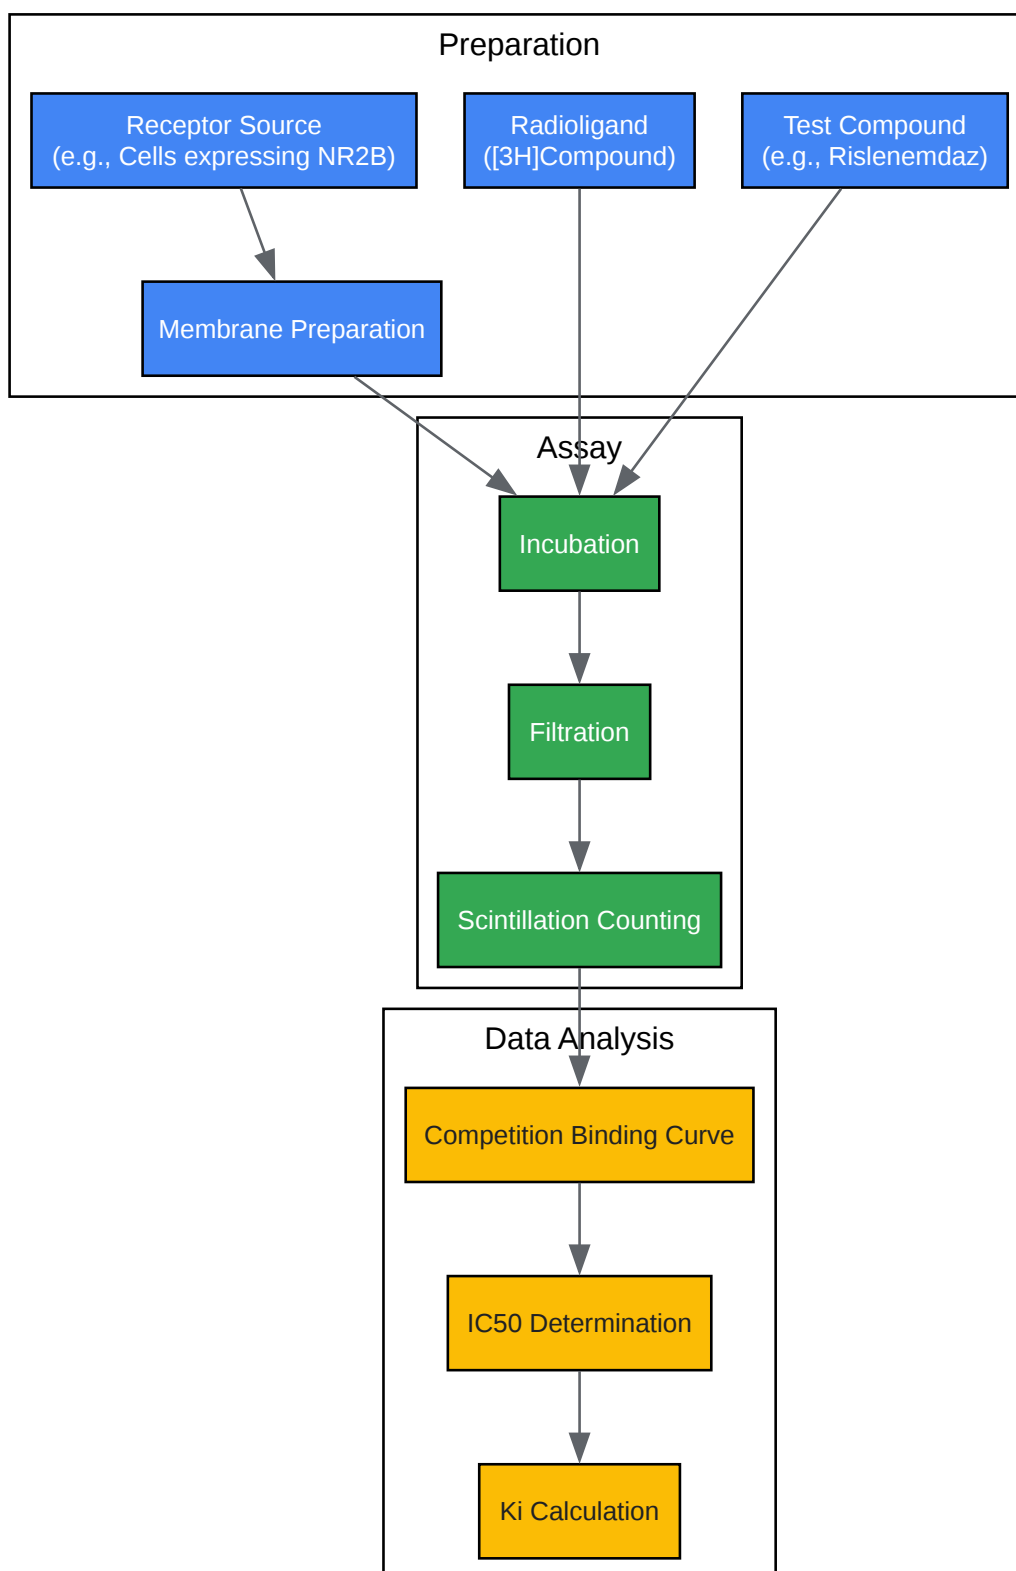 Preparation
Receptor Source
(e.g., Cells expressing NR2B)
Radioligand
([3H]Compound)
Test Compound
(e.g., Rislenemdaz)
Membrane Preparation
Assay
Incubation
Filtration
Scintillation Counting
Data Analysis
Competition Binding Curve
IC50 Determination
Ki Calculation